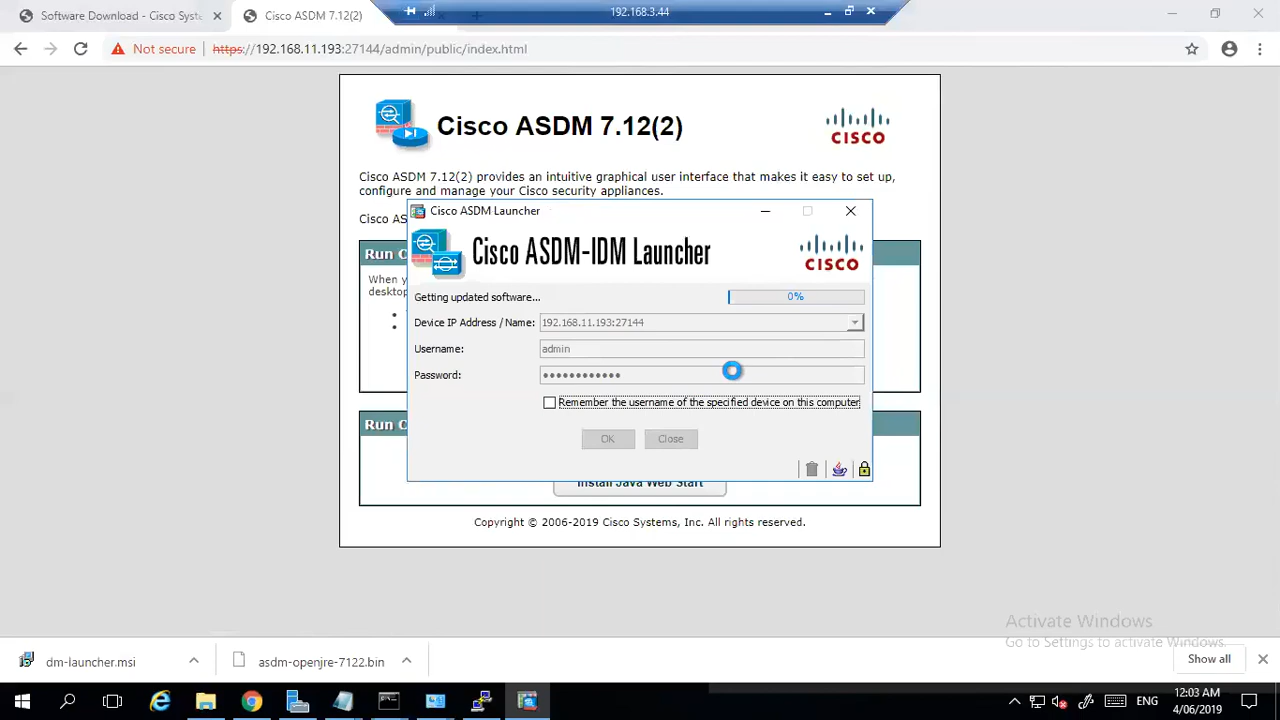 192.168.3.44
Software Download - Cisco Syste
Cisco ASDM 7.12(2)
Not secure
https://192.168.11.193:27144/admin/public/index.html
Cisco ASDM 7.12(2)
CISCO
Cisco ASDM 7.12(2) provides an intuitive graphical user interface that makes it easy to set up,
configure and manage your Cisco security appliances.
Cisco AS
Run C
When y
desktop
Cisco ASDM Launcher
Cisco ASDM-IDM Launcher
CISCO
Getting updated software...
0%
Device IP Address / Name:
192.168.11.193:27144
Username:
admin
Password:
••••••••••••
Remember the username of the specified device on this computer
OK
Close
Run C
Install Java Web Start
Copyright © 2006-2019 Cisco Systems, Inc. All rights reserved.
Activate Windows
Go to Settings to activate Windows.
dm-launcher.msi
asdm-openjre-7122.bin
Show all
ENG
12:03 AM
4/06/2019